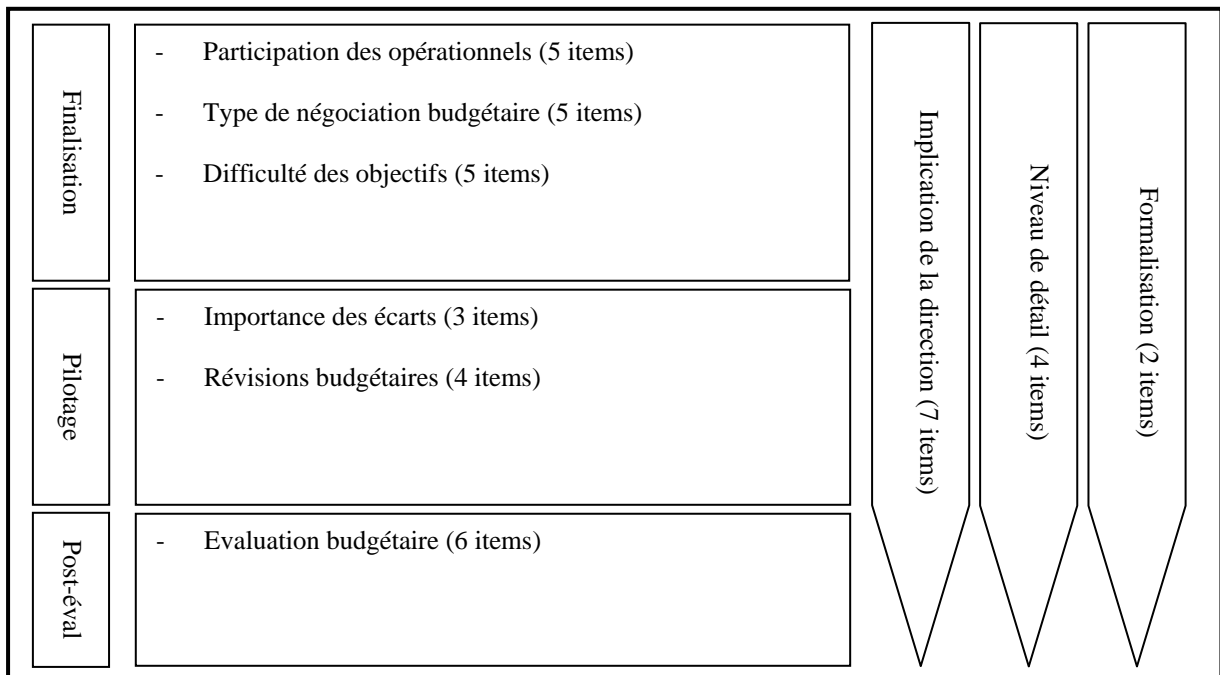 Finalisation
- Participation des opérationnels (5 items)
- Type de négociation budgétaire (5 items)
- Difficulté des objectifs (5 items)
Pilotage
- Importance des écarts (3 items)
- Révisions budgétaires (4 items)
Post-éval
- Evaluation budgétaire (6 items)
Implication de la direction (7 items)
Niveau de détail (4 items)
Formalisation (2 items)